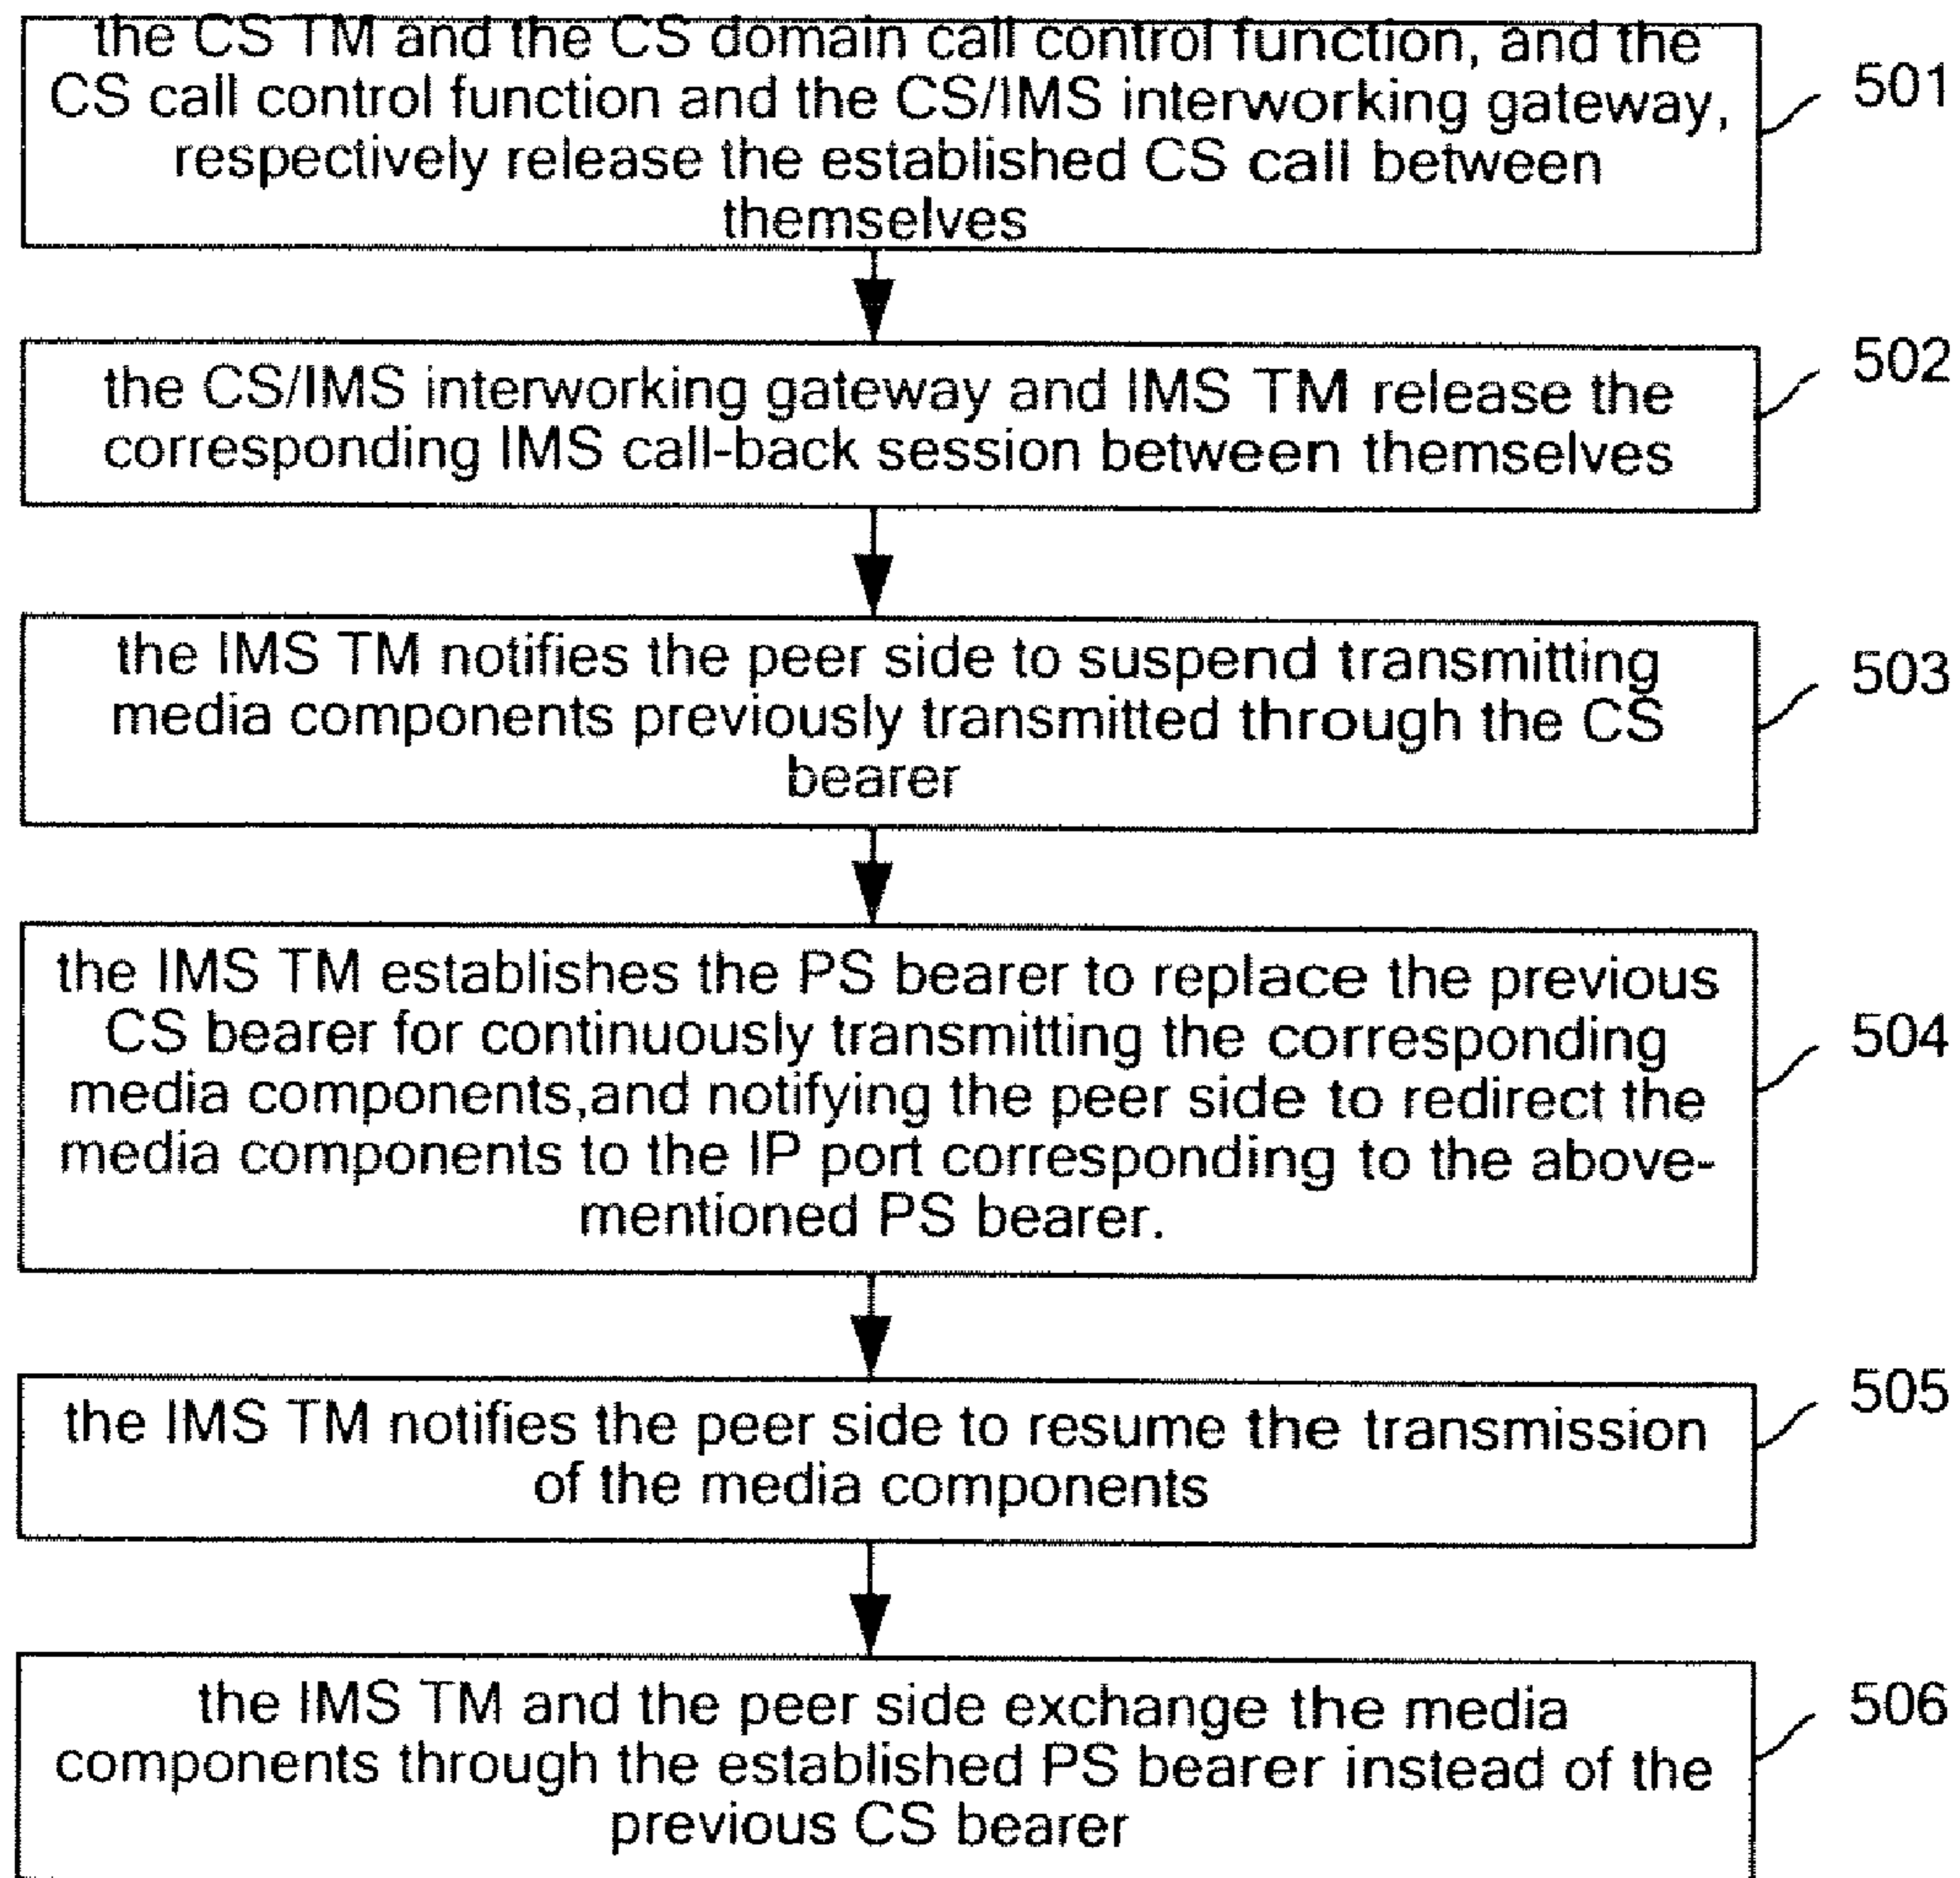 the CS TM and the CS domain call control function, and the
CS call control function and the CS/IMS interworking gateway,
respectively release the established CS call between
themselves
501
the CS/IMS interworking gateway and IMS TM release the
corresponding IMS call-back session between themselves
502
the IMS TM notifies the peer side to suspend transmitting
media components previously transmitted through the CS
bearer
503
the IMS TM establishes the PS bearer to replace the previous
CS bearer for continuously transmitting the corresponding
media components,and notifying the peer side to redirect the
media components to the IP port corresponding to the above-
mentioned PS bearer.
504
the IMS TM notifies the peer side to resume the transmission
of the media components
505
the IMS TM and the peer side exchange the media
components through the established PS bearer instead of the
previous CS bearer
506